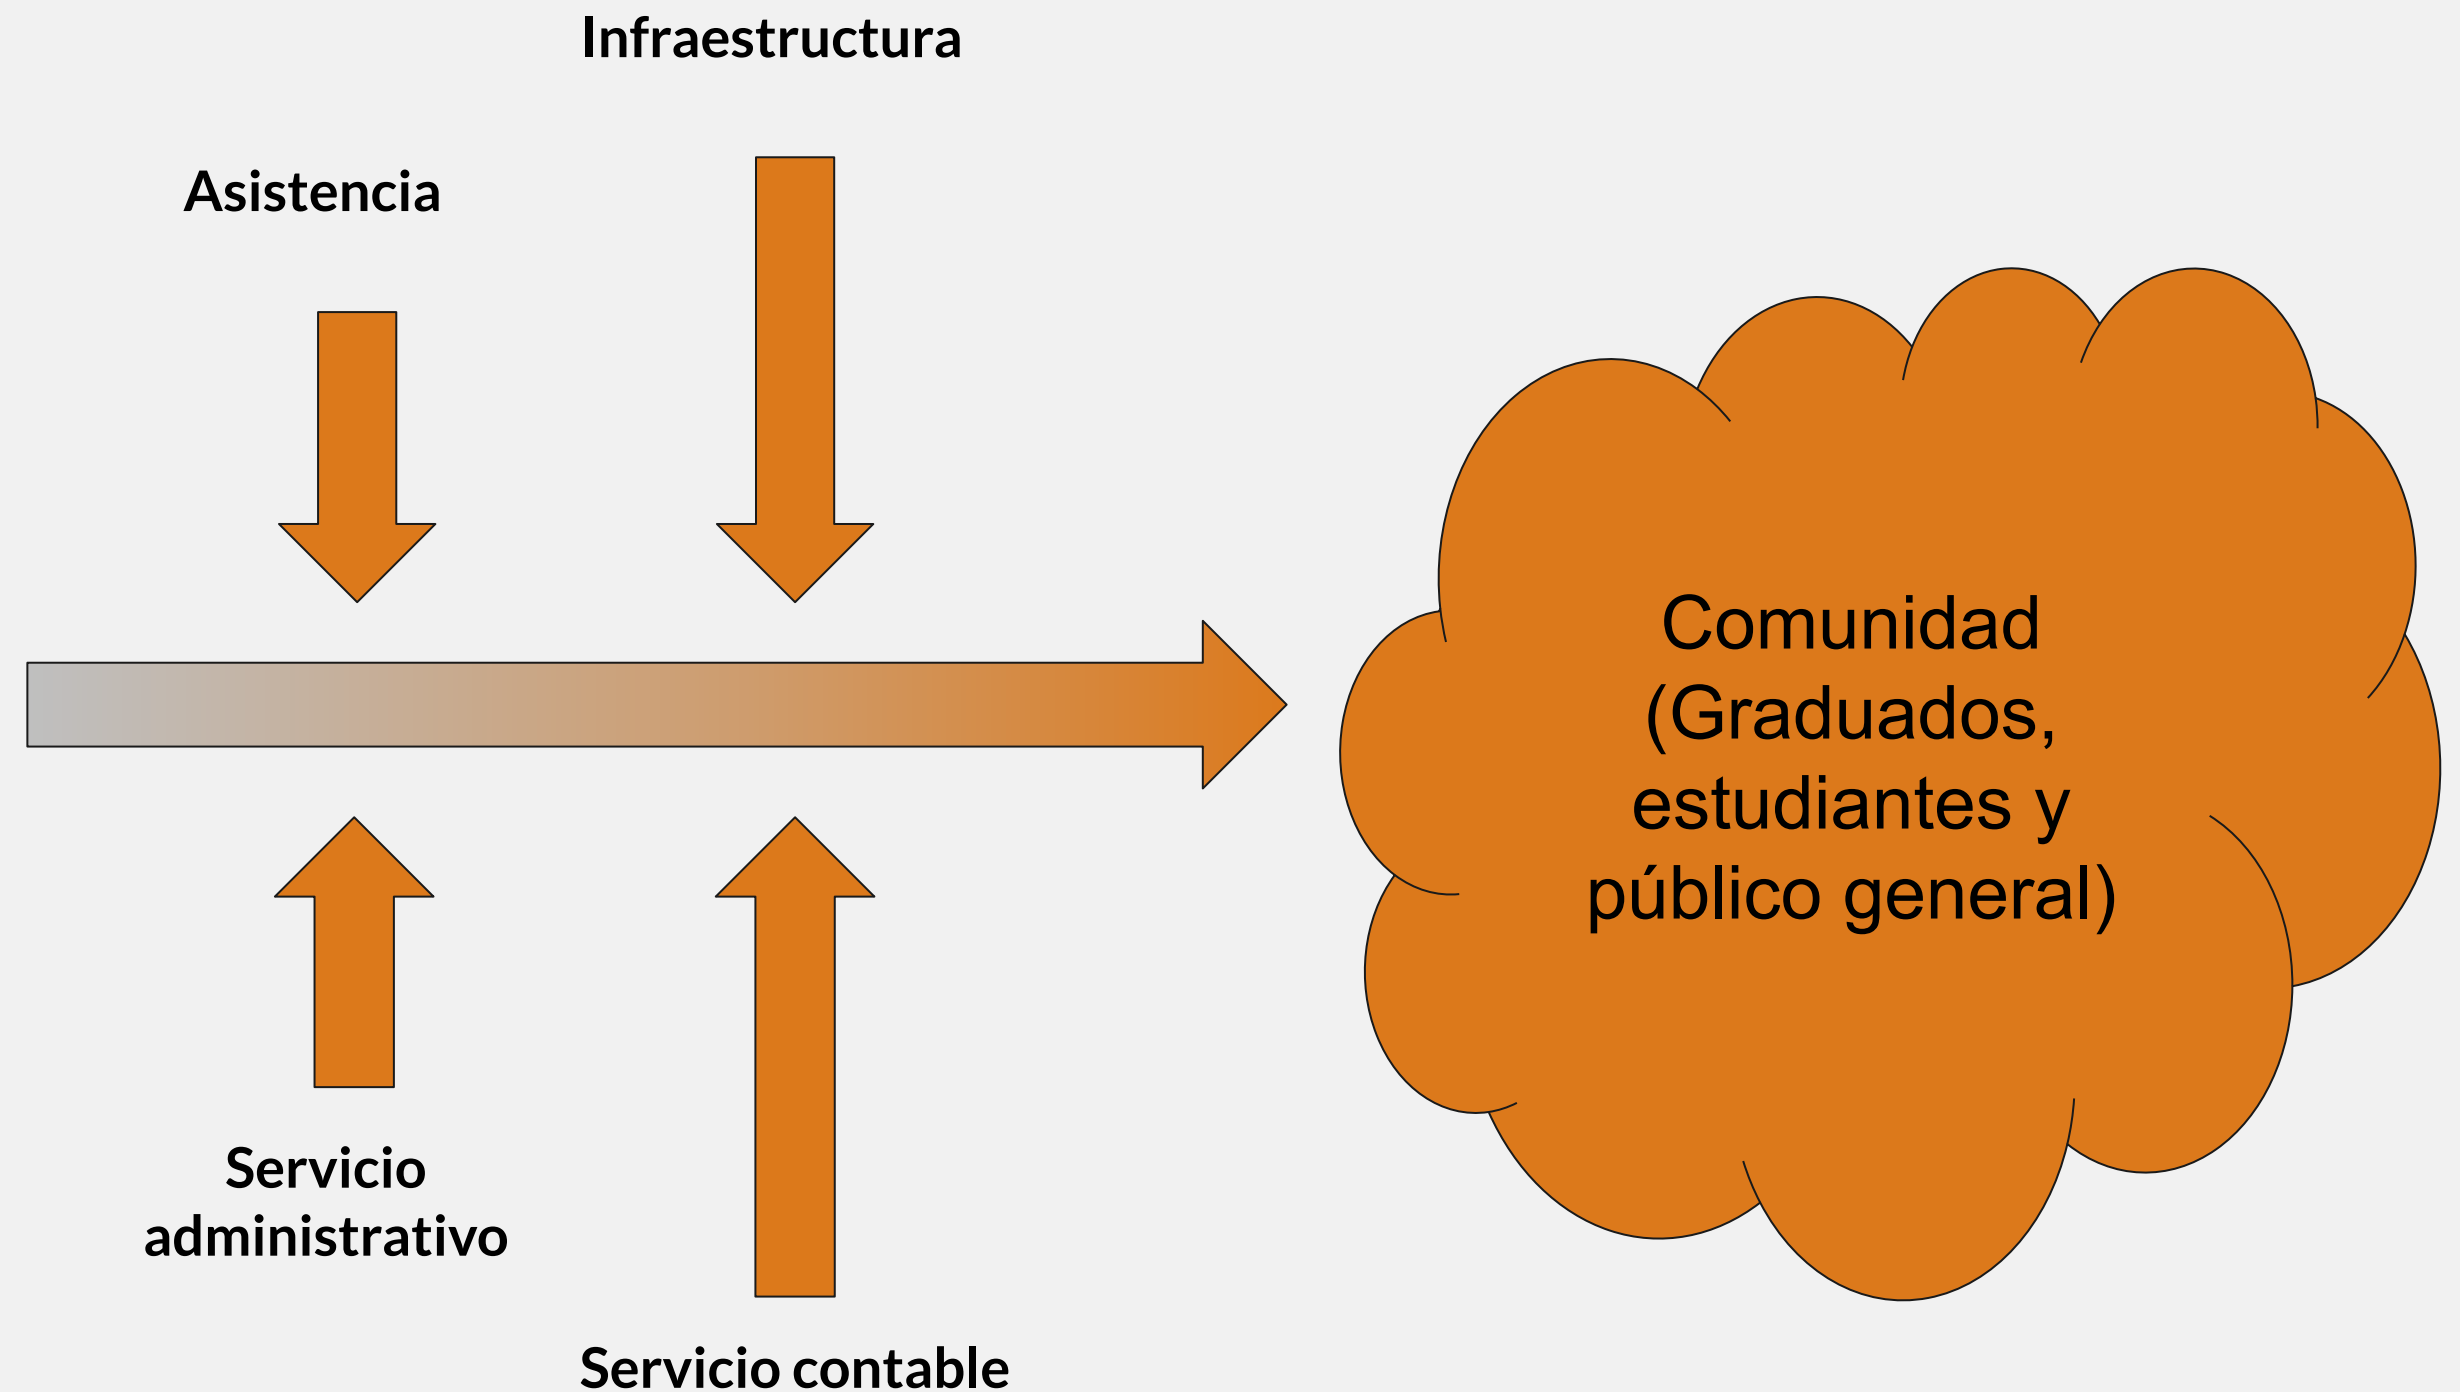 Infraestructura
Asistencia
Comunidad
(Graduados,
estudiantes y
público general)
Servicio
administrativo
Servicio contable